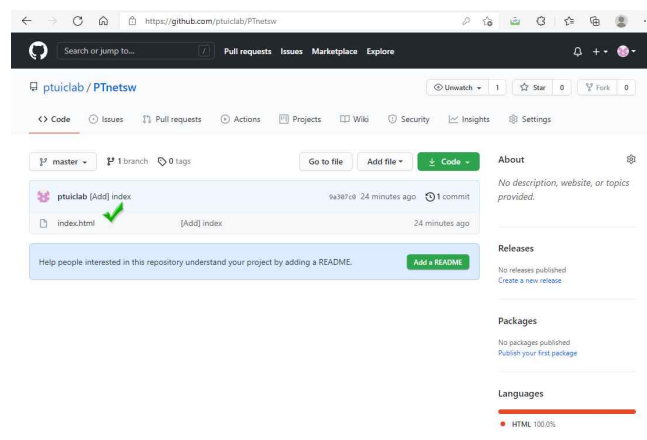 https://github.com/ptuiclab/PTnetsw
Search or jump to... / Pull requests Issues Marketplace Explore
ptuiclab / PTnetsw
Unwatch 1 Star 0 Fork 0
<> Code Issues Pull requests Actions Projects Wiki Security Insights Settings
master 1 branch 0 tags Go to file Add file Code
ptuiclab [Add] index 9a307c0 24 minutes ago 1 commit
index.html [Add] index 24 minutes ago
Help people interested in this repository understand your project by adding a README. Add a README
About
No description, website, or topics
provided.
Releases
No releases published
Create a new release
Packages
No packages published
Publish your first package
Languages
HTML 100.0%